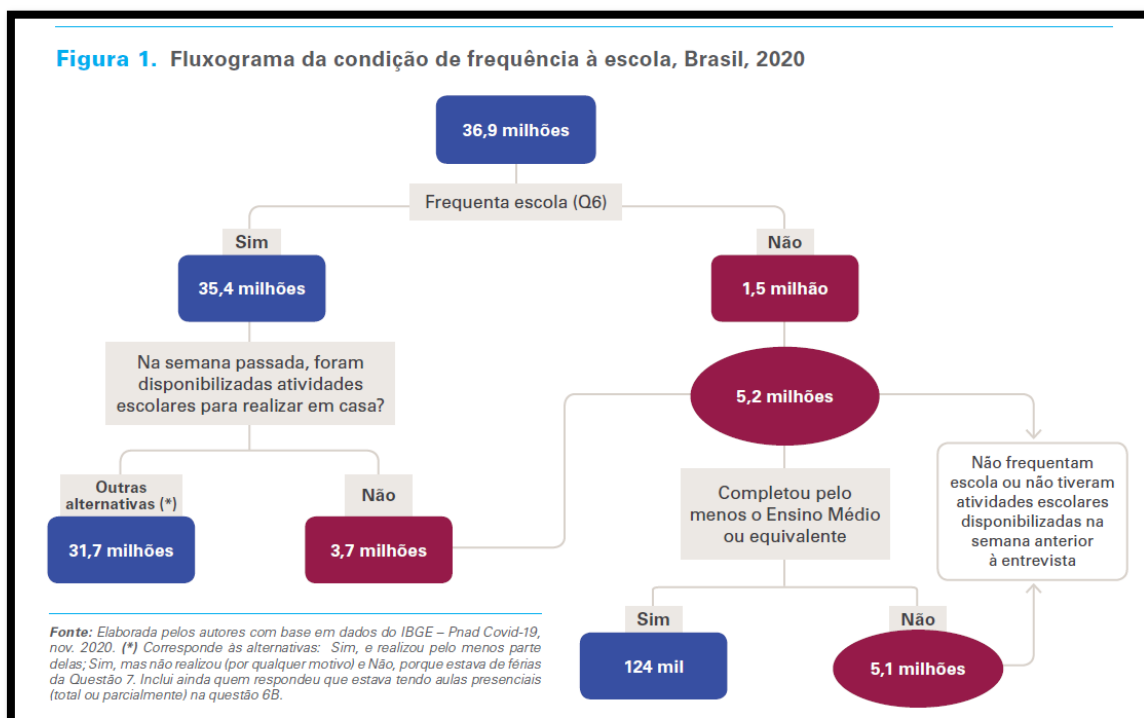 Figura 1. Fluxograma da condição de frequência à escola, Brasil, 2020
36,9 milhões
Frequenta escola (Q6)
Sim
Não
35,4 milhões
1,5 milhão
Na semana passada, foram
disponibilizadas atividades
escolares para realizar em casa?
5,2 milhões
Outras
alternativas (*)
Não
31,7 milhões
3,7 milhões
Completou pelo
menos o Ensino Médio
ou equivalente
Não frequentam
escola ou não tiveram
atividades escolares
disponibilizadas na
semana anterior
à entrevista
Sim
Não
124 mil
5,1 milhões
Fonte: Elaborada pelos autores com base em dados do IBGE – Pnad Covid-19,
nov. 2020. (*) Corresponde às alternativas: Sim, e realizou pelo menos parte
delas; Sim, mas não realizou (por qualquer motivo) e Não, porque estava de férias
da Questão 7. Inclui ainda quem respondeu que estava tendo aulas presenciais
(total ou parcialmente) na questão 6B.